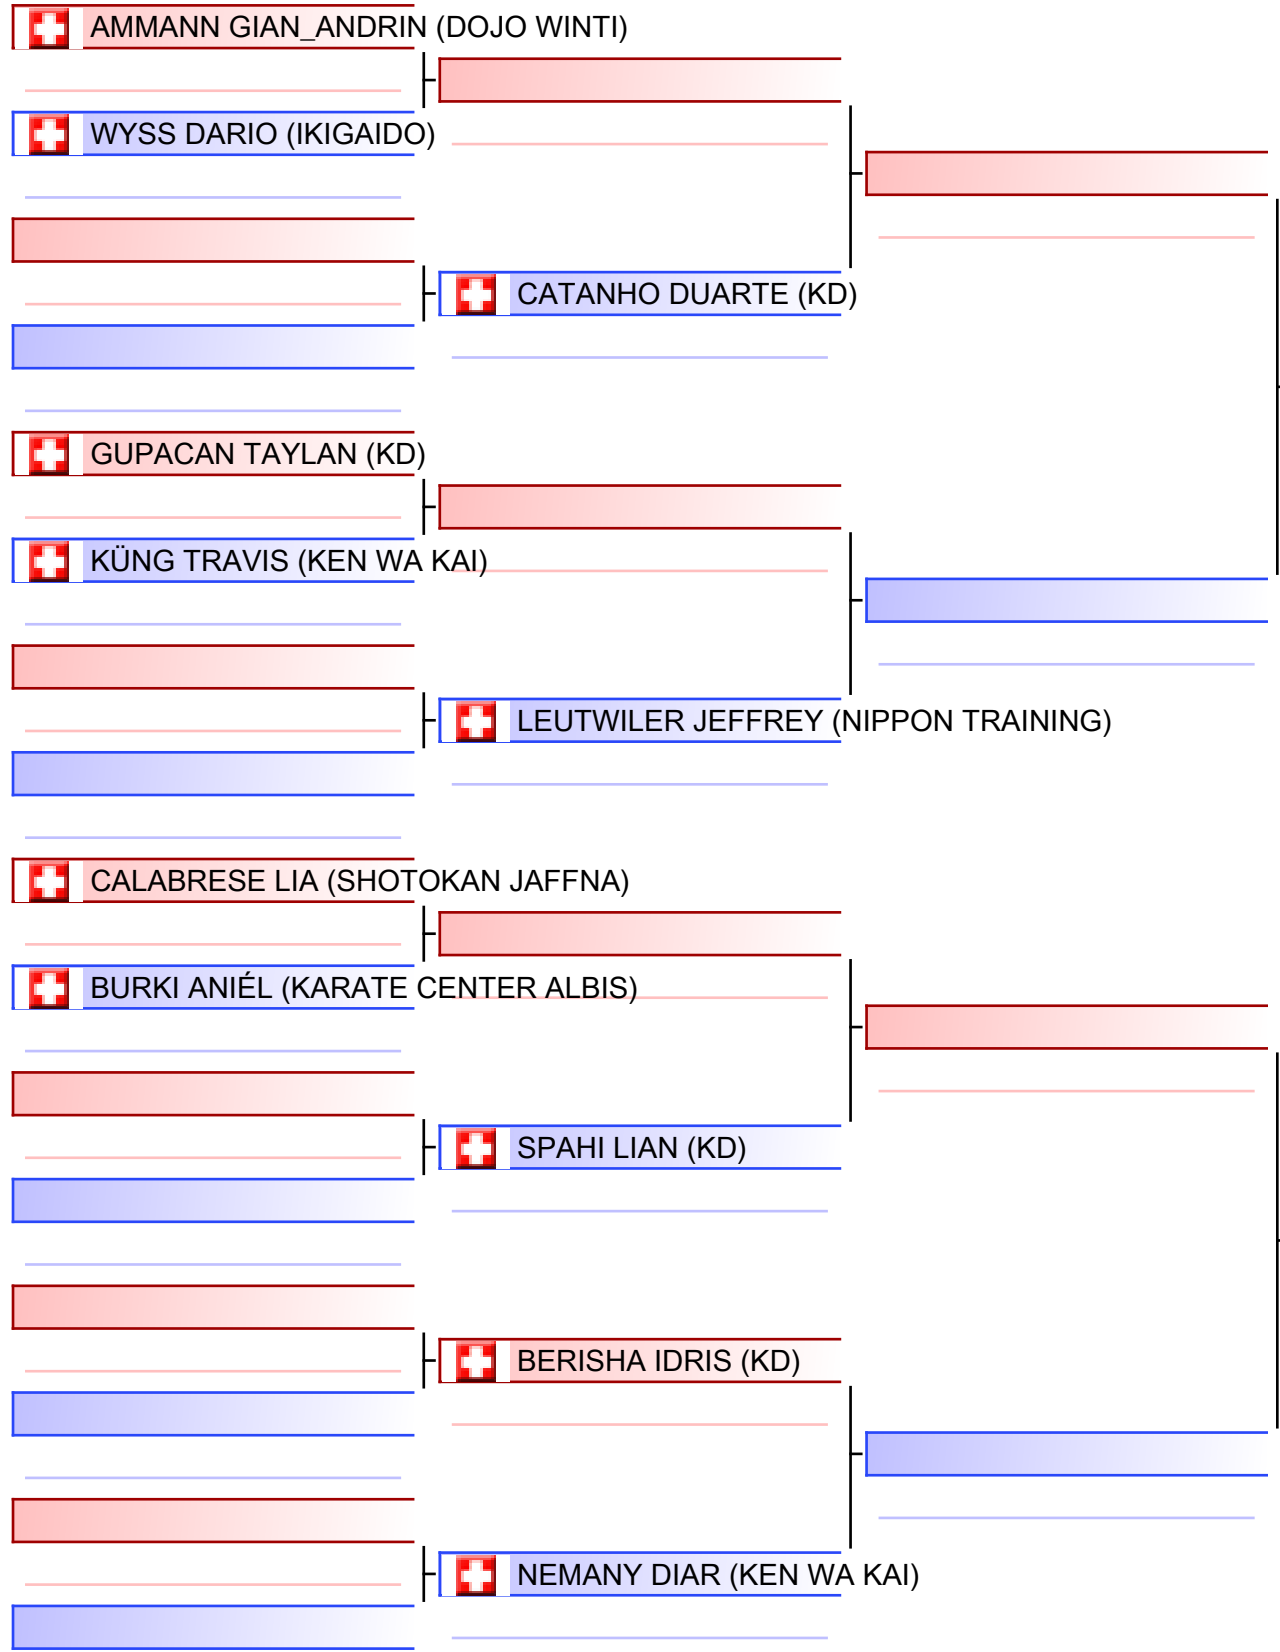 AMMANN GIAN_ANDRIN (DOJO WINTI)
WYSS DARIO (IKIGAIDO)
CATANHO DUARTE (KD)
GUPACAN TAYLAN (KD)
KÜNG TRAVIS (KEN WA KAI)
LEUTWILER JEFFREY (NIPPON TRAINING)
CALABRESE LIA (SHOTOKAN JAFFNA)
BURKI ANIÉL (KARATE CENTER ALBIS)
SPAHI LIAN (KD)
BERISHA IDRIS (KD)
NEMANY DIAR (KEN WA KAI)